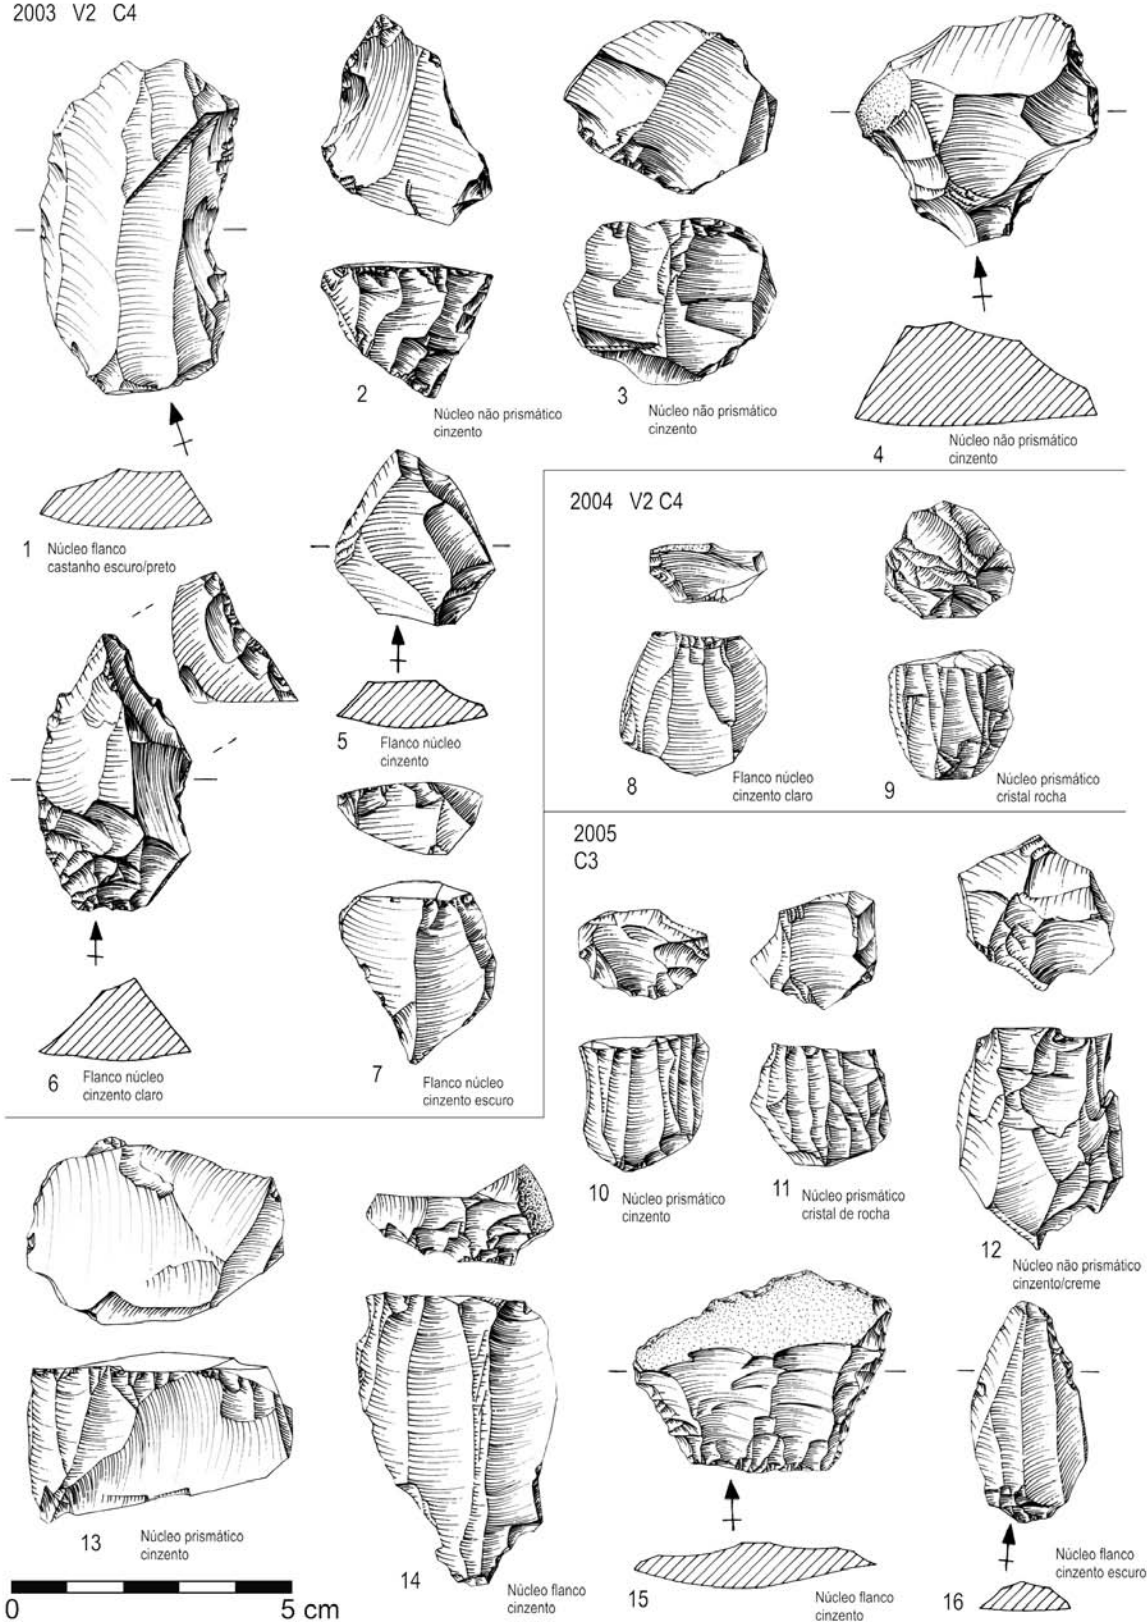 2003 V2 C4
1 Núcleo flanco
castanho escuro/preto
2 Núcleo não prismático
cinzento
3 Núcleo não prismático
cinzento
4 Núcleo não prismático
cinzento
5 Flanco núcleo
cinzento
6 Flanco núcleo
cinzento claro
7 Flanco núcleo
cinzento escuro
2004 V2 C4
8 Flanco núcleo
cinzento claro
9 Núcleo prismático
cristal rocha
2005
C3
10 Núcleo prismático
cinzento
11 Núcleo prismático
cristal de rocha
12 Núcleo não prismático
cinzento/creme
13 Núcleo prismático
cinzento
14 Núcleo flanco
cinzento
15 Núcleo flanco
cinzento
16 Núcleo flanco
cinzento escuro
0 5 cm